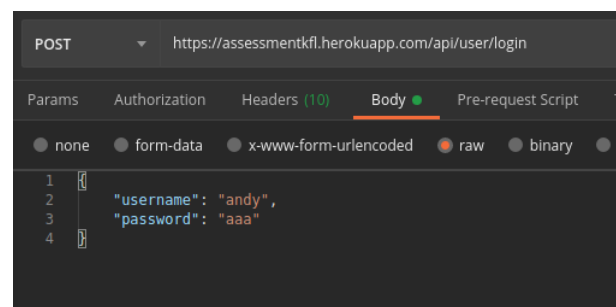 POST https://assessmentkfl.herokuapp.com/api/user/login
Params Authorization Headers (10) Body Pre-request Script
none form-data x-www-form-urlencoded raw binary
1 {
2 "username": "andy",
3 "password": "aaa"
4 }